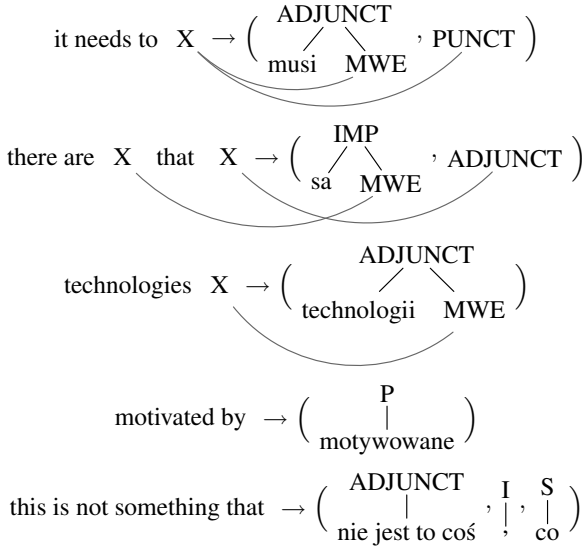 ADJUNCT
it needs to X → ( , PUNCT )
musi MWE
IMP
there are X that X → ( , ADJUNCT )
sa MWE
ADJUNCT
technologies X → ( )
technologii MWE
P
motivated by → ( )
motywowane
ADJUNCT I S
this is not something that → ( , , )
nie jest to coś , co